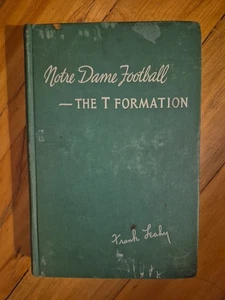 Notre Dame Football
—THE T FORMATION
Frank Leahy